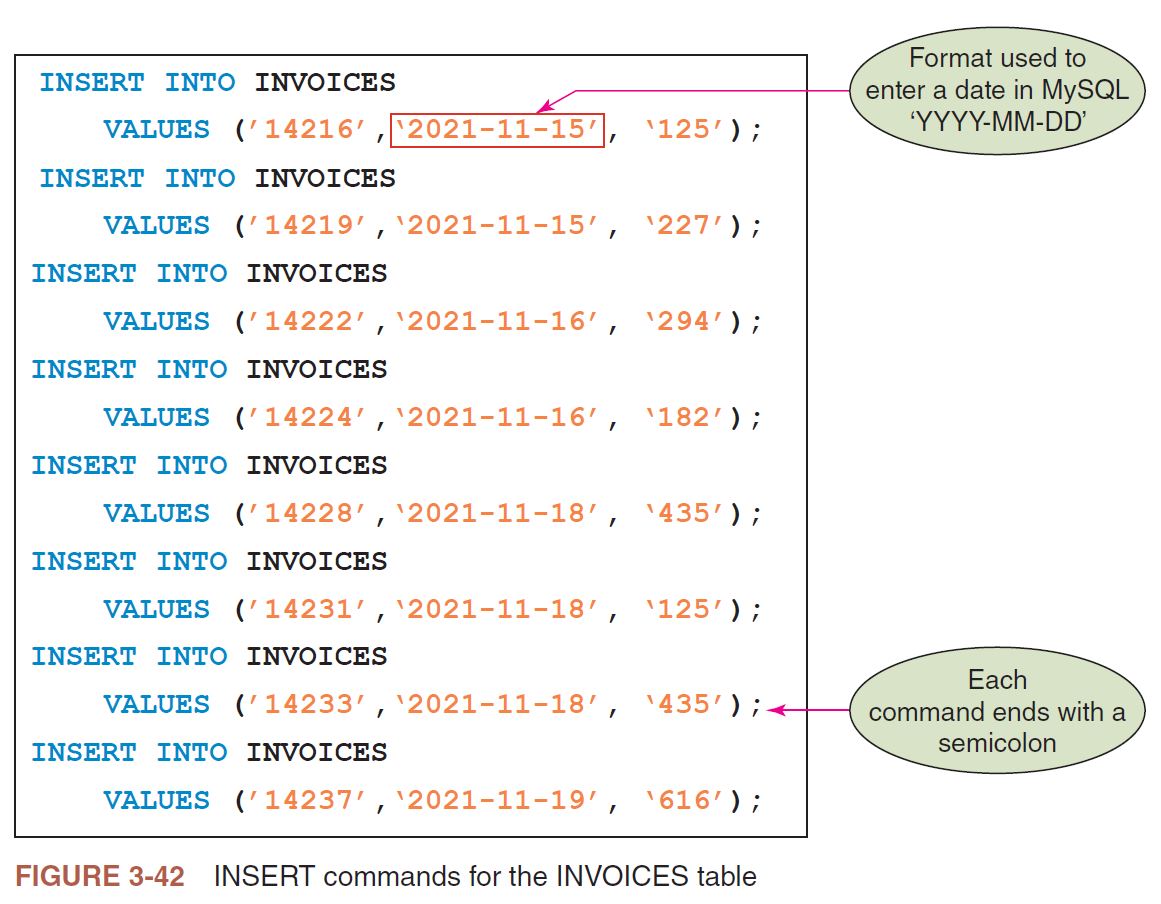 INSERT INTO INVOICES
VALUES (’14216’,‘2021-11-15’, ‘125’);
INSERT INTO INVOICES
VALUES (’14219’,‘2021-11-15’, ‘227’);
INSERT INTO INVOICES
VALUES (’14222’,‘2021-11-16’, ‘294’);
INSERT INTO INVOICES
VALUES (’14224’,‘2021-11-16’, ‘182’);
INSERT INTO INVOICES
VALUES (’14228’,‘2021-11-18’, ‘435’);
INSERT INTO INVOICES
VALUES (’14231’,‘2021-11-18’, ‘125’);
INSERT INTO INVOICES
VALUES (’14233’,‘2021-11-18’, ‘435’);
INSERT INTO INVOICES
VALUES (’14237’,‘2021-11-19’, ‘616’);
Format used to
enter a date in MySQL
‘YYYY-MM-DD’
Each
command ends with a
semicolon
FIGURE 3-42 INSERT commands for the INVOICES table